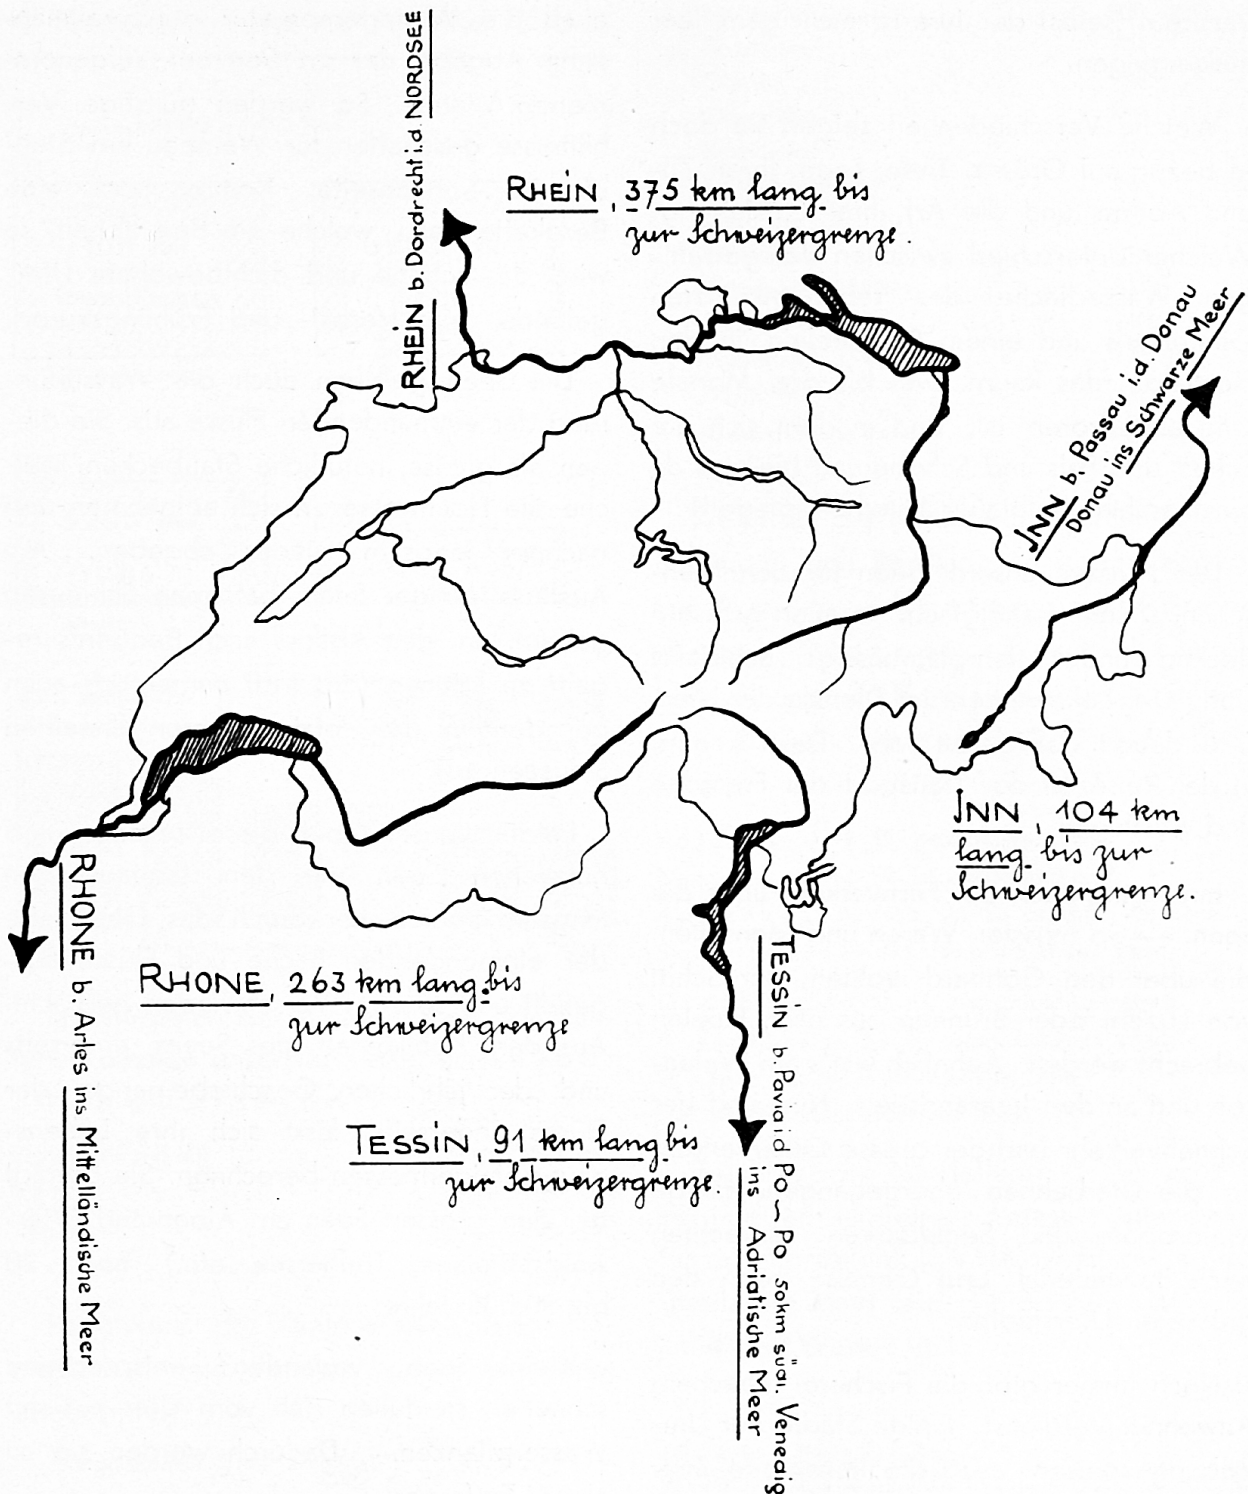 RHEIN b. Dordrecht i.d. NORDSEE
RHEIN, 375 km lang bis
zur Schweizergrenze.
JNN b. Passau i.d. Donau
Donau ins Schwarze Meer
JNN, 104 km
lang bis zur
Schweizergrenze.
RHONE b. Arles ins Mittelländische Meer
RHONE, 263 km lang bis
zur Schweizergrenze
TESSIN, 91 km lang bis
zur Schweizergrenze.
TESSIN b. Pavia i d Po ~ Po 50km südl. Venedig
ins Adriatische Meer